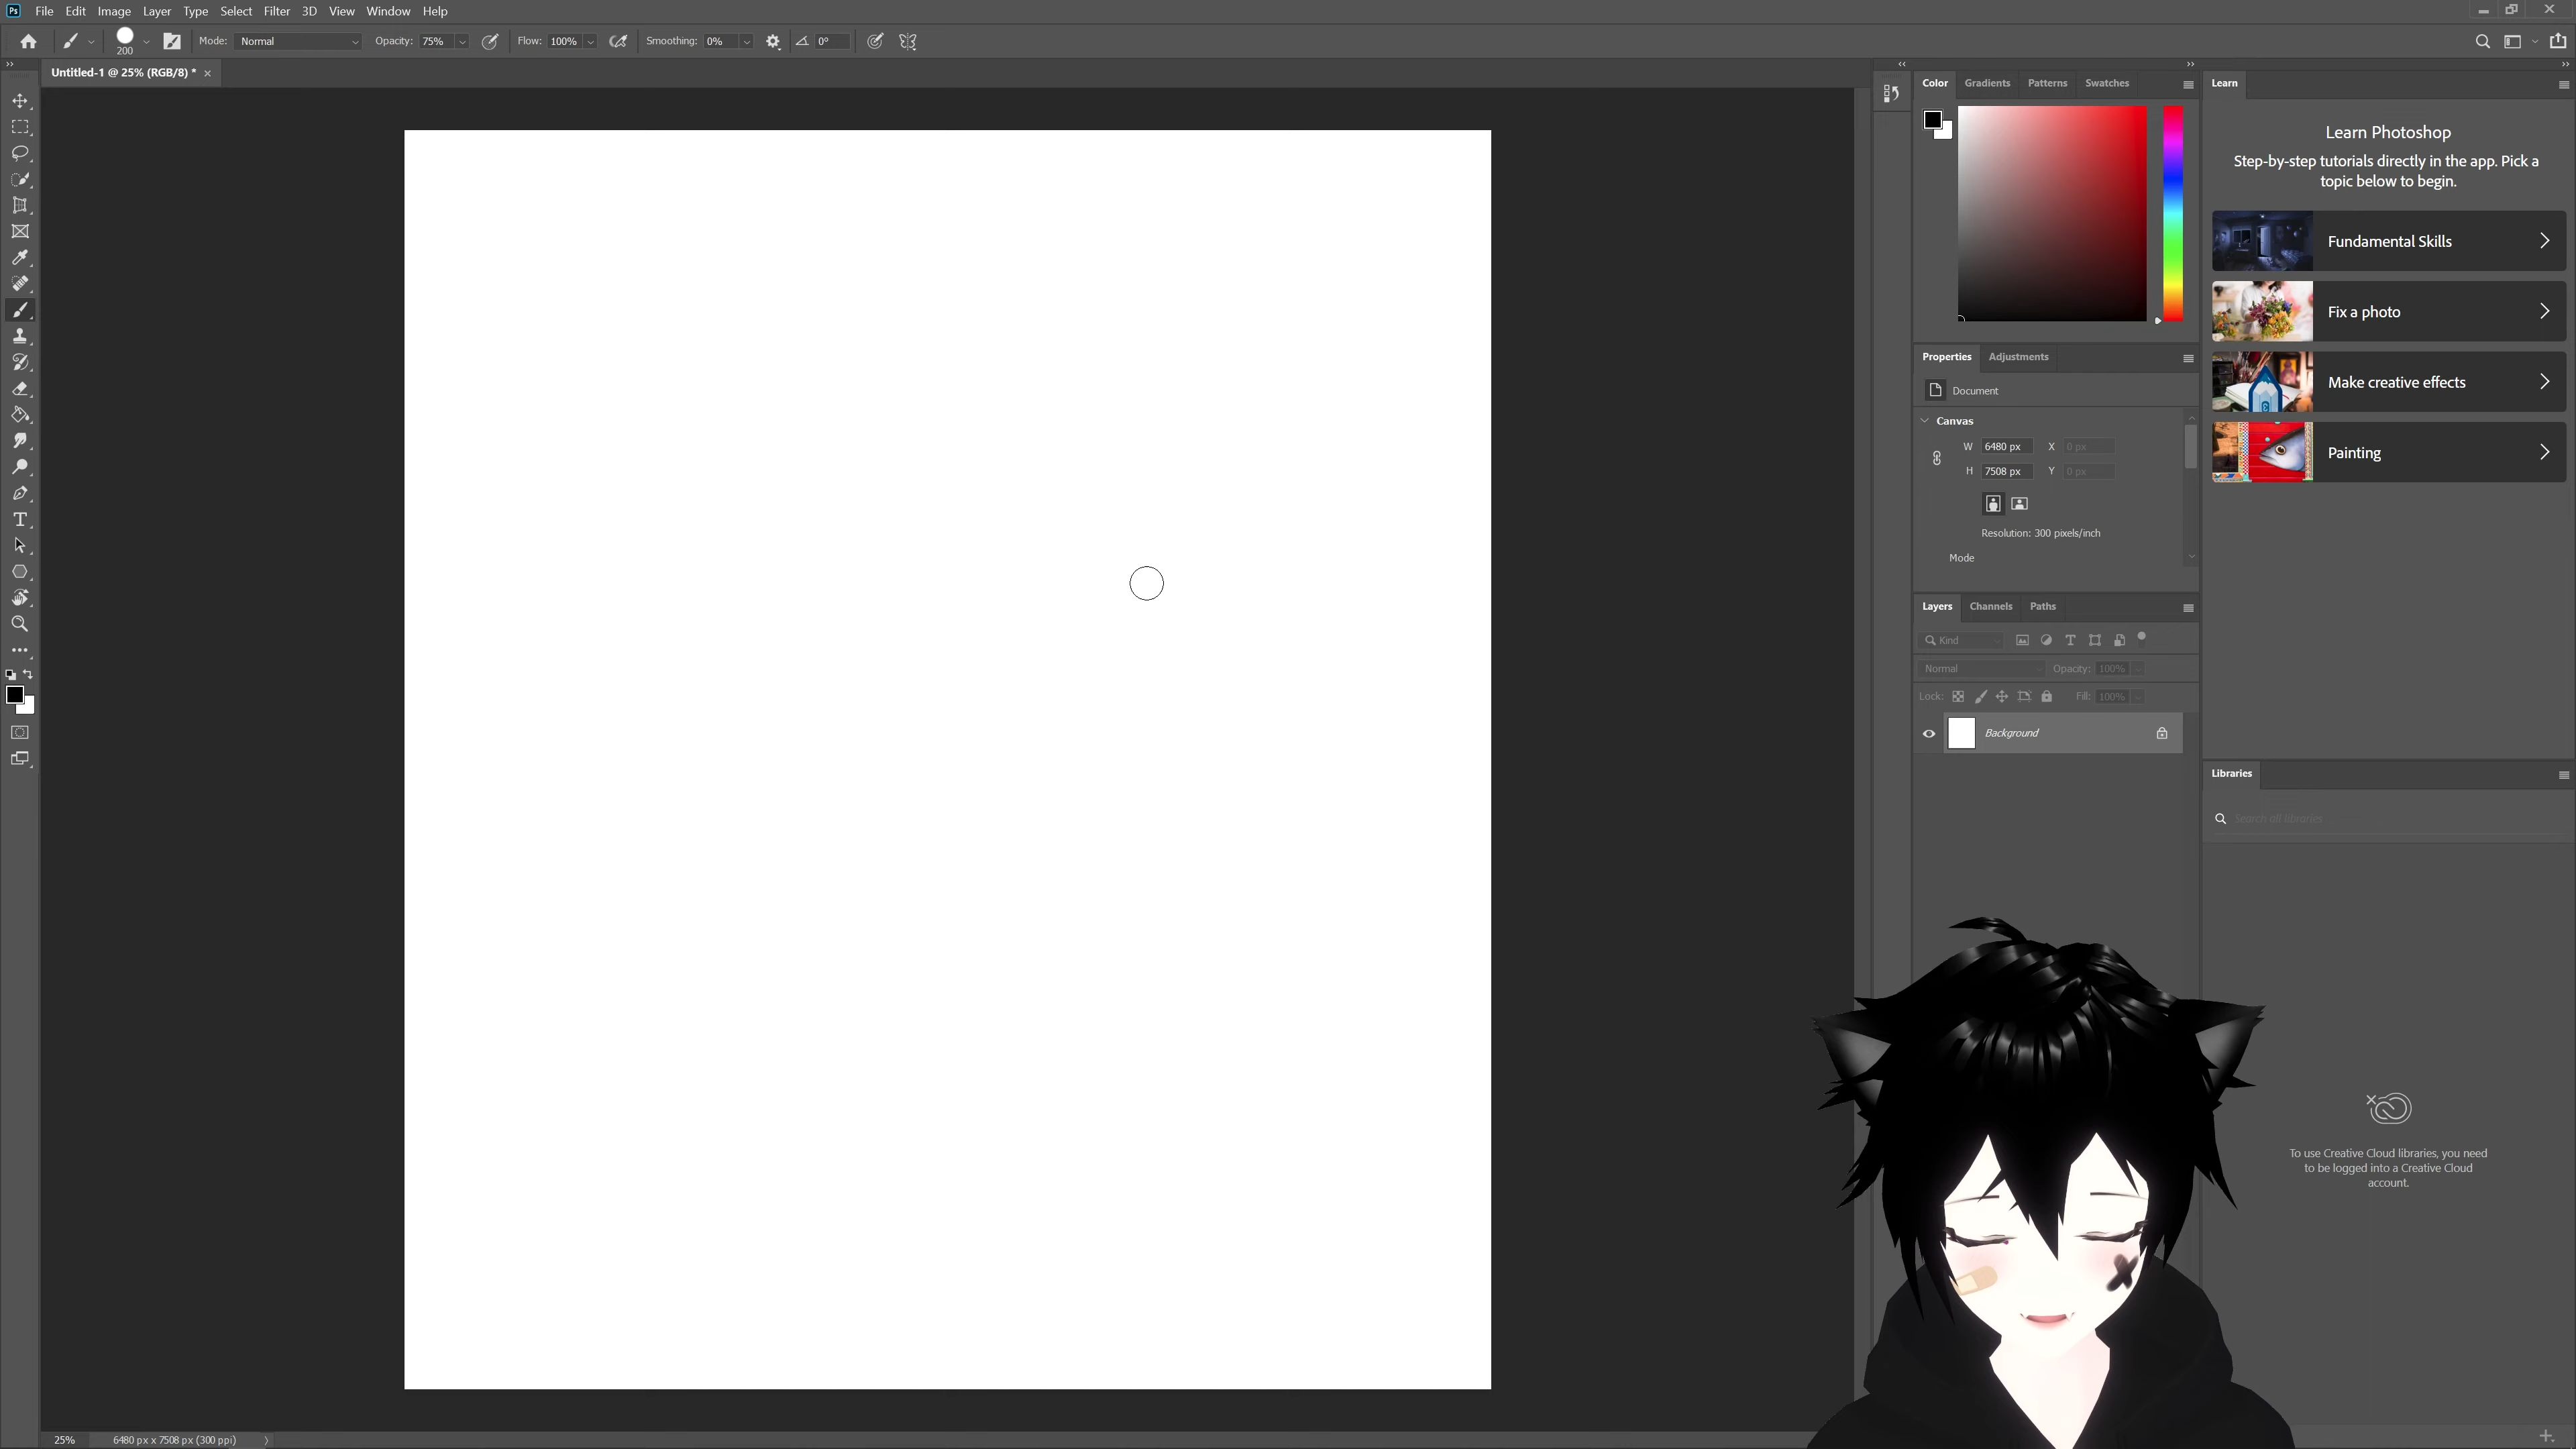 Ps File Edit Image Layer Type Select Filter 3D View Window Help
200 Mode: Normal Opacity: 75% Flow: 100% Smoothing: 0% 0°
Untitled-1 @ 25% (RGB/8) *
Color Gradients Patterns Swatches
Properties Adjustments
Document
Canvas
W 6480 px X 0 px
H 7508 px Y 0 px
Resolution: 300 pixels/inch
Mode
Layers Channels Paths
Kind
Normal Opacity: 100%
Lock: Fill: 100%
Background
Learn
Learn Photoshop
Step-by-step tutorials directly in the app. Pick a
topic below to begin.
Fundamental Skills
Fix a photo
Make creative effects
Painting
Libraries
Search all libraries
To use Creative Cloud libraries, you need
to be logged into a Creative Cloud
account.
25% 6480 px x 7508 px (300 ppi)